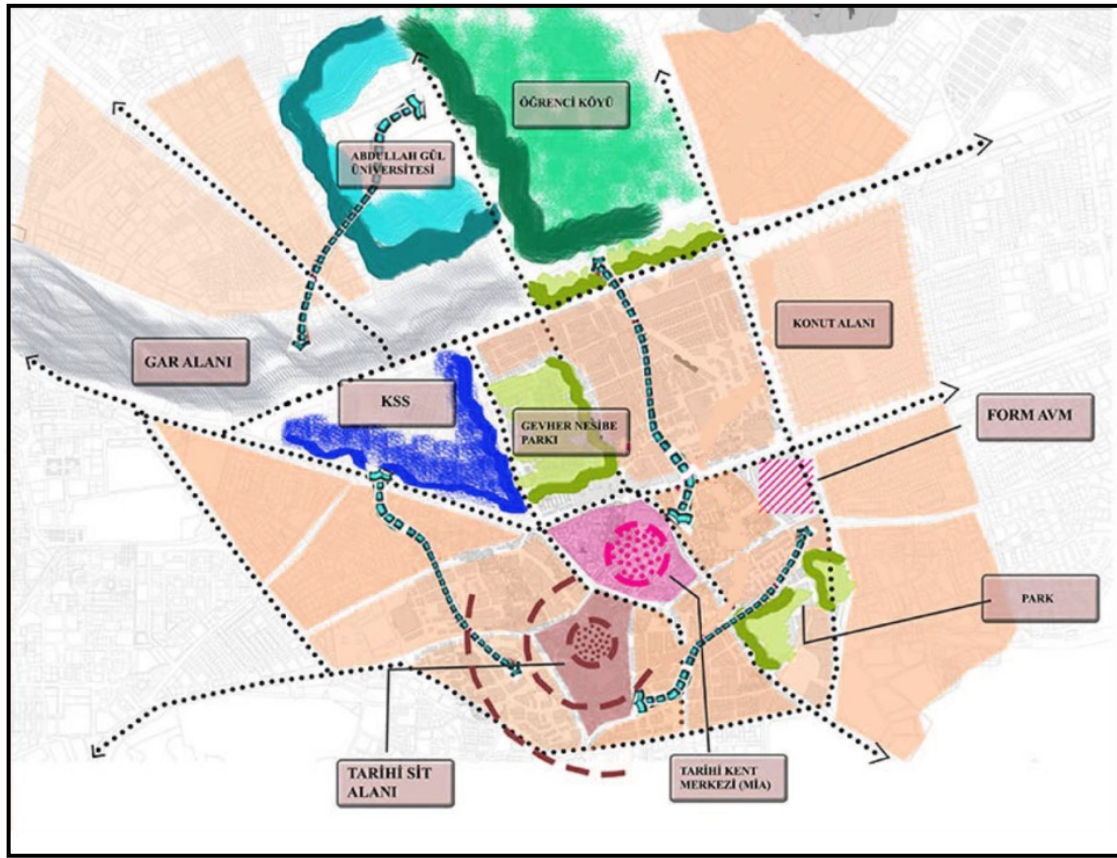 ÖĞRENCİ KÖYÜ
ABDULLAH GÜL
ÜNİVERSİTESİ
KONUT ALANI
GAR ALANI
KSS
GEVHER NESİBE
PARKI
FORM AVM
PARK
TARİHİ SİT
ALANI
TARİHİ KENT
MERKEZİ (MİA)